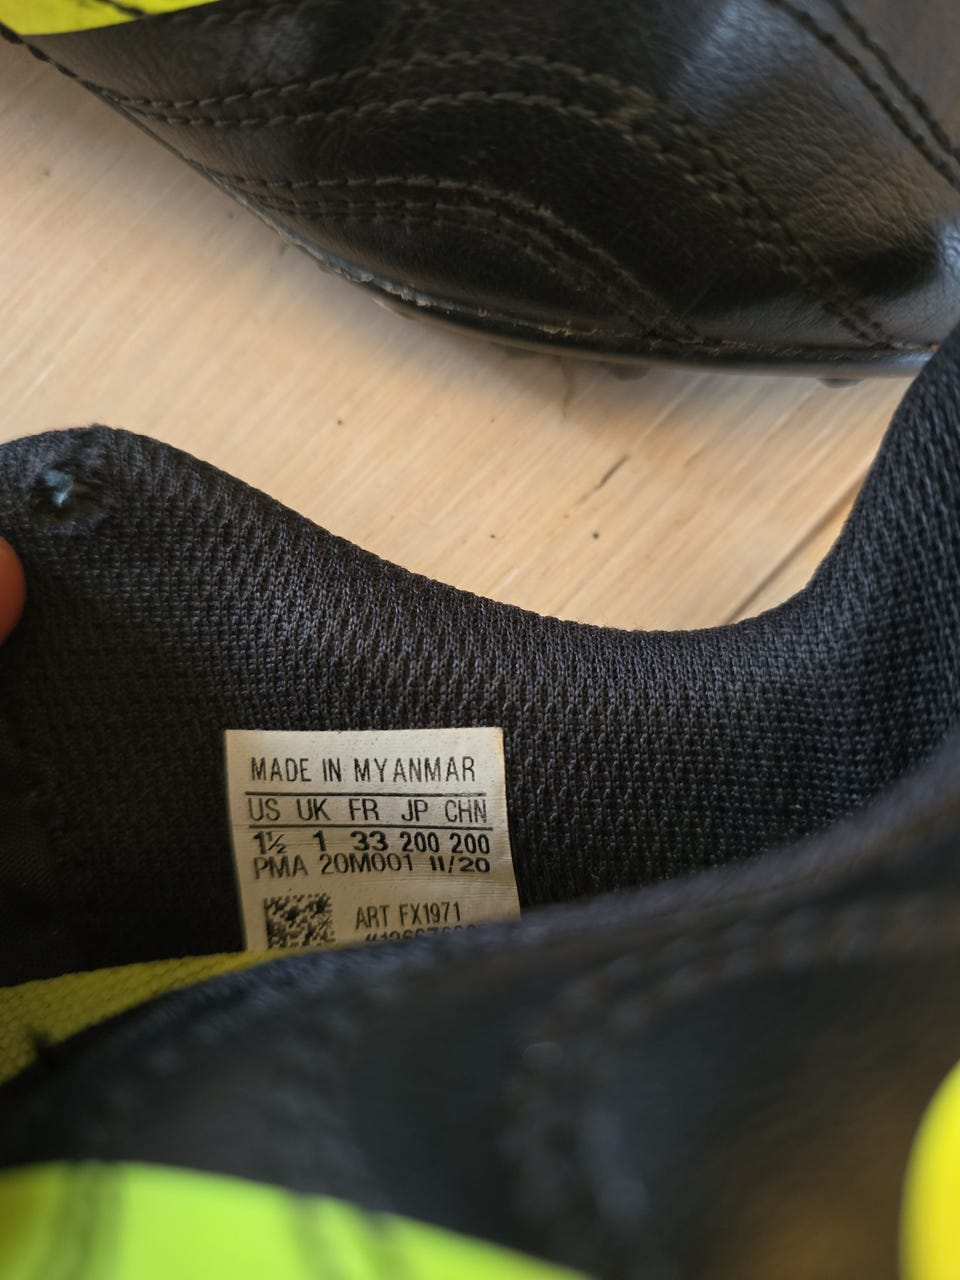 MADE IN MYANMAR
US UK FR JP CHN
1½ 1 33 200 200
PMA 20M001 11/20
ART FX1971